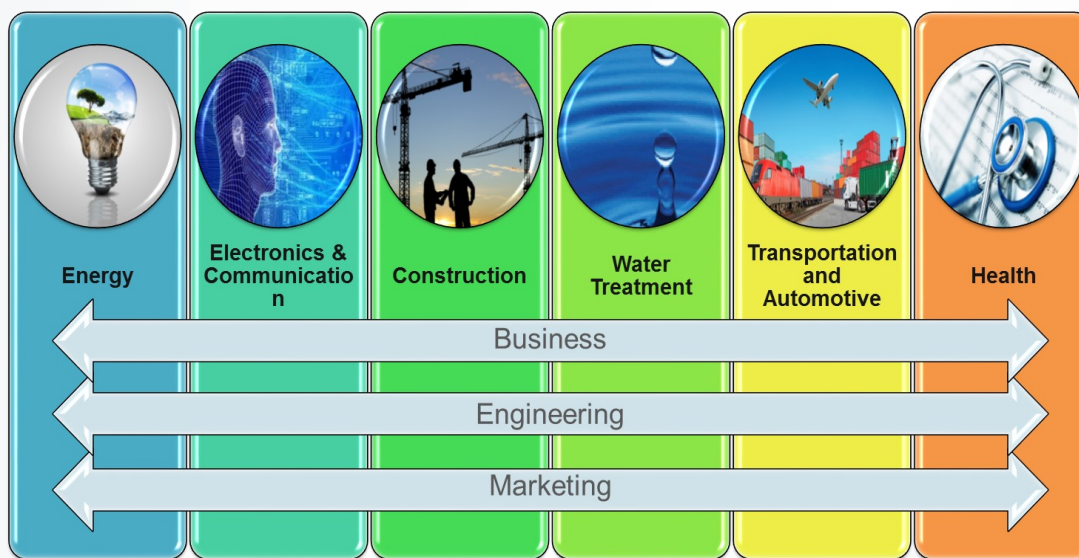 Energy
Electronics &
Communicatio
n
Construction
Water
Treatment
Transportation
and
Automotive
Health
Business
Engineering
Marketing